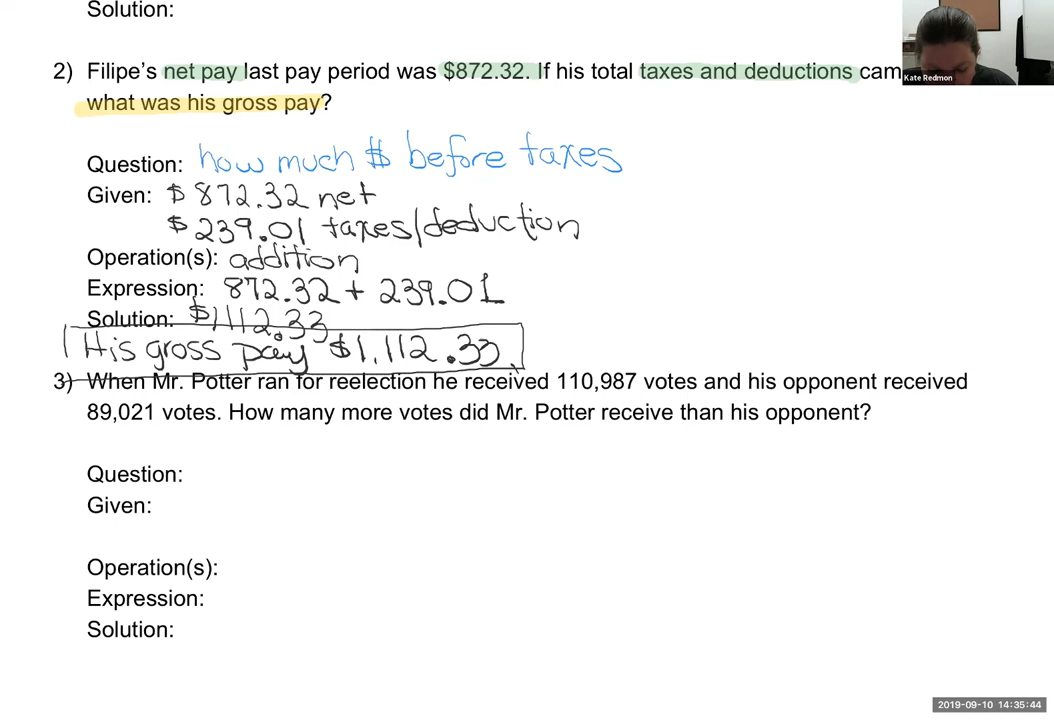 Solution:
2) Filipe's net pay last pay period was $872.32. If his total taxes and deductions cam
what was his gross pay?
Question: how much $ before taxes
Given: $872.32 net
$239.01 taxes/deduction
Operation(s): addition
Expression: 872.32 + 239.01
Solution: $1112.33
His gross pay $1,112.33
3) When Mr. Potter ran for reelection he received 110,987 votes and his opponent received
89,021 votes. How many more votes did Mr. Potter receive than his opponent?
Question:
Given:
Operation(s):
Expression:
Solution:
Kate Redmon
2019-09-10 14:35:44